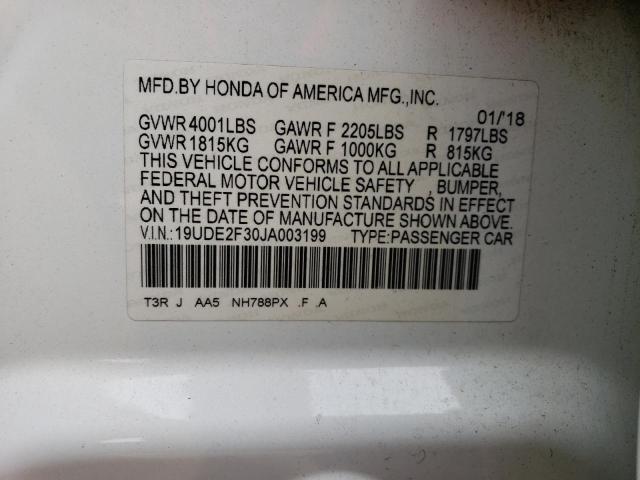 MFD.BY HONDA OF AMERICA MFG.,INC.
01/'18
GVWR 4001LBS GAWR F 2205LBS R 1797LBS
GVWR 1815KG GAWR F 1000KG R 815KG
THIS VEHICLE CONFORMS TO ALL APPLICABLE
FEDERAL MOTOR VEHICLE SAFETY , BUMPER,
AND THEFT PREVENTION STANDARDS IN EFFECT
ON THE DATE OF MANUFACTURE SHOWN ABOVE.
V.I.N.:19UDE2F30JA003199 TYPE:PASSENGER CAR
T3R J AA5 NH788PX .F .A